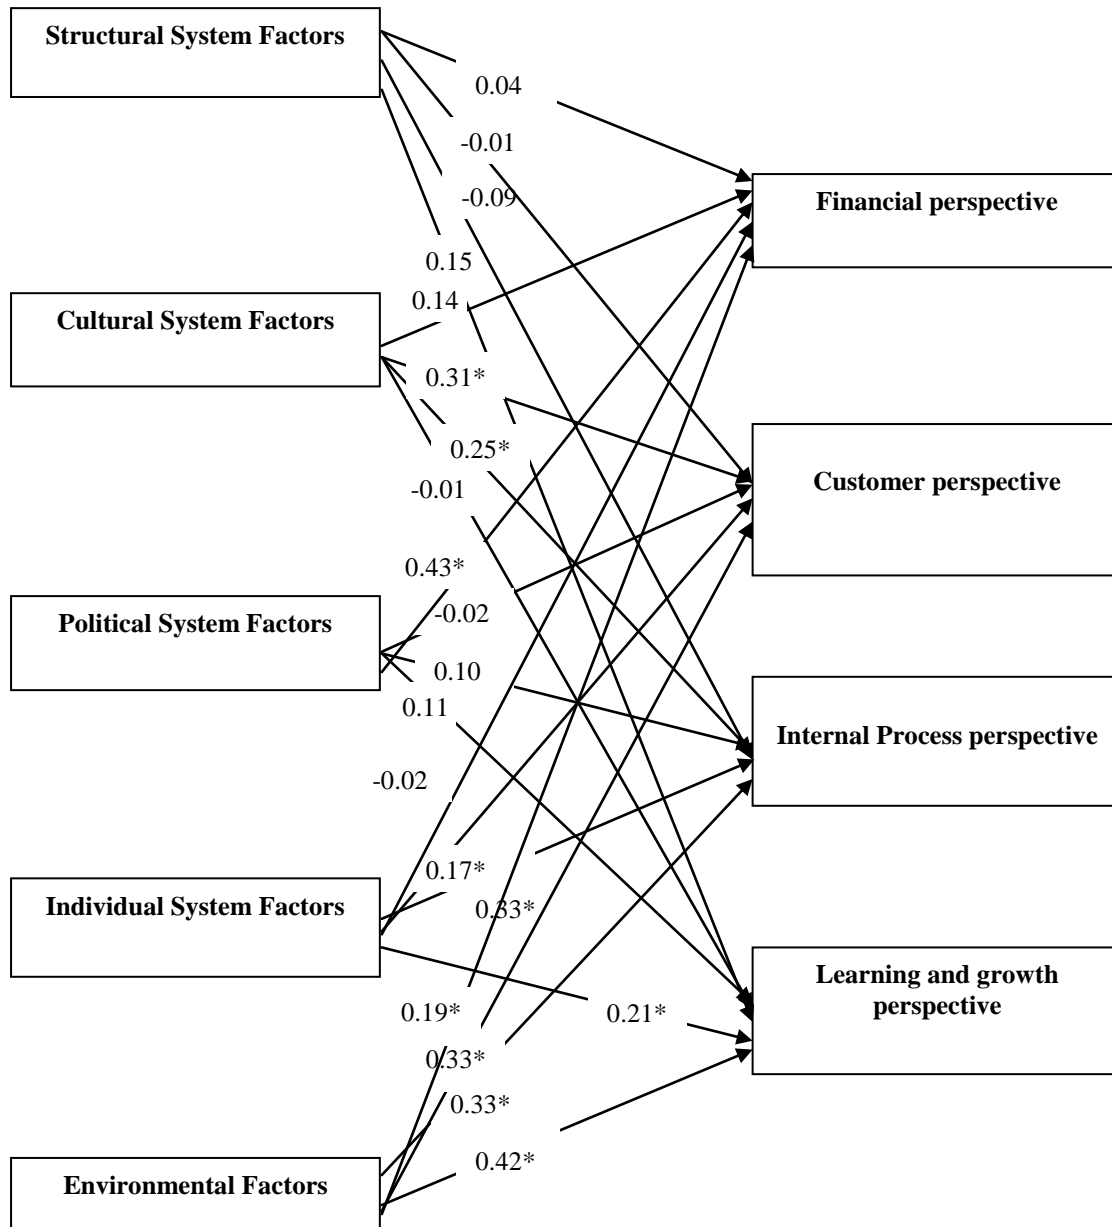 Structural System Factors
0.04
-0.01
-0.09
Financial perspective
0.15
0.14
Cultural System Factors
0.31*
0.25*
Customer perspective
-0.01
0.43*
-0.02
Political System Factors
0.10
0.11
Internal Process perspective
-0.02
0.17*
Individual System Factors
0.33*
Learning and growth
perspective
0.19*
0.21*
0.33*
0.33*
0.42*
Environmental Factors